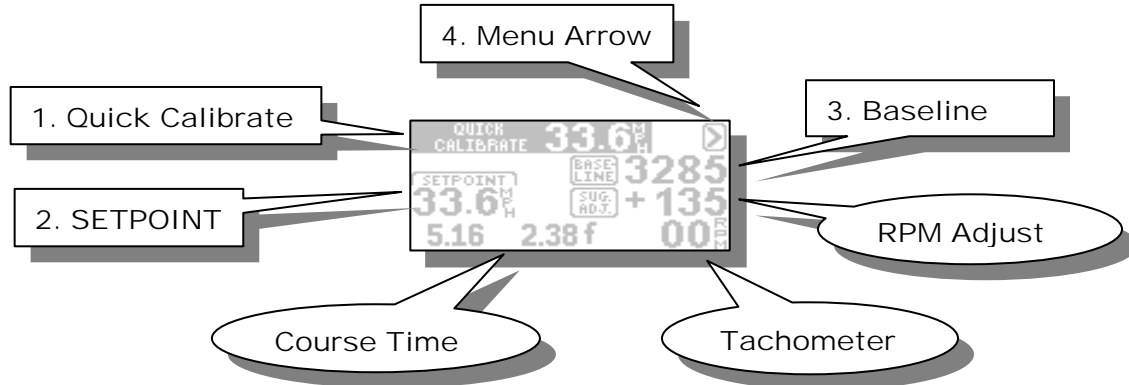 4. Menu Arrow
1. Quick Calibrate
3. Baseline
QUICK
CALIBRATE 33.6 MPH >
BASE-
LINE 3285
SETPOINT
33.6 MPH
SUG.
ADJ. + 135
2. SETPOINT
RPM Adjust
5.16 2.38 f 00 RPM
Course Time
Tachometer